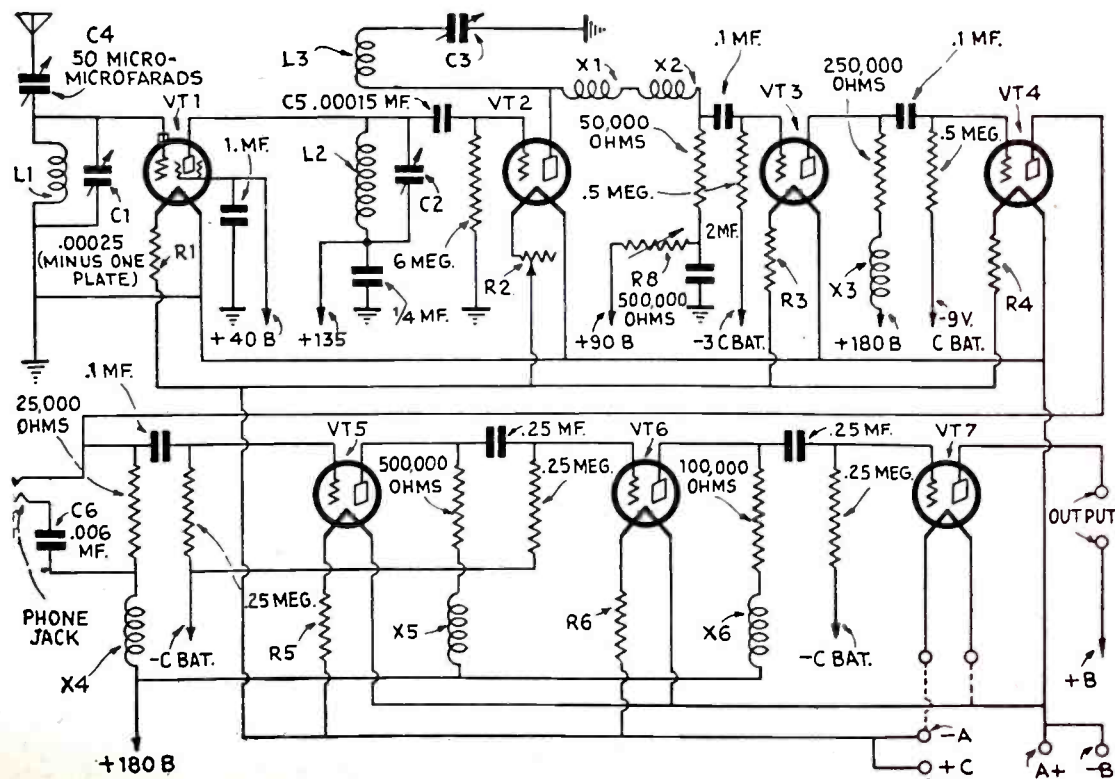 C4
50 MICRO-
MICROFARADS
VT1
L1
C1
.00025
(MINUS ONE
PLATE)
R1
1. MF.
+40 B
L3
C3
C5 .00015 MF.
L2
C2
+135
1/4 MF.
6 MEG.
VT2
R2
X1
X2
.1 MF.
50,000
OHMS
.5 MEG.
R8
500,000
OHMS
2 MF.
+90 B
-3 C BAT.
VT3
R3
250,000
OHMS
.1 MF.
X3
+180 B
.5 MEG.
-9 V.
C BAT.
VT4
R4
25,000
OHMS
.1 MF.
C6
.006
MF.
PHONE
JACK
X4
+180 B
.25 MEG.
-C BAT.
VT5
R5
500,000
OHMS
X5
.25 MF.
.25 MEG.
VT6
R6
100,000
OHMS
X6
.25 MF.
.25 MEG.
-C BAT.
VT7
OUTPUT
+B
-A
+C
A+
-B